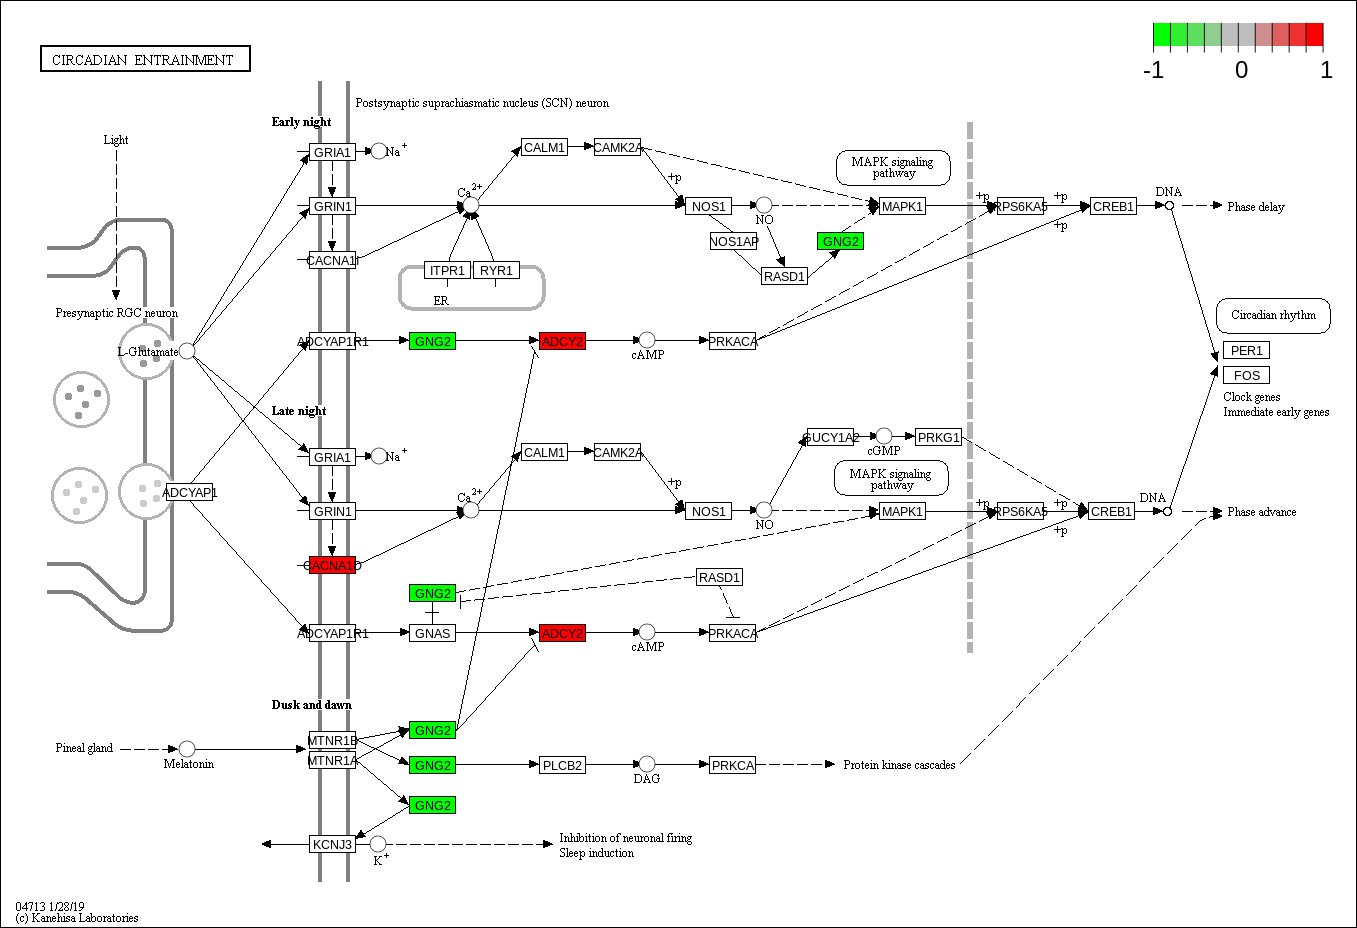 CIRCADIAN ENTRAINMENT
-1 0 1
Postsynaptic suprachiasmatic nucleus (SCN) neuron
Early night
Light
GRIA1
Na+
CALM1
CAMK2A
MAPK signaling
pathway
+p
Ca2+
GRIN1
NOS1
NO
MAPK1
+p
RPS6KA5
+p
CREB1
DNA
Phase delay
+p
NOS1AP
GNG2
CACNA1I
ITPR1
RYR1
RASD1
ER
Presynaptic RGC neuron
Circadian rhythm
L-Glutamate
ADCYAP1R1
GNG2
ADCY2
cAMP
PRKACA
PER1
FOS
Clock genes
Immediate early genes
Late night
GRIA1
Na+
CALM1
CAMK2A
GUCY1A2
cGMP
PRKG1
MAPK signaling
pathway
+p
ADCYAP1
Ca2+
GRIN1
NOS1
NO
MAPK1
+p
RPS6KA5
+p
CREB1
DNA
Phase advance
+p
CACNA1D
RASD1
GNG2
ADCYAP1R1
GNAS
ADCY2
cAMP
PRKACA
Dusk and dawn
GNG2
MTNR1B
Pineal gland
Melatonin
MTNR1A
GNG2
PLCB2
DAG
PRKCA
Protein kinase cascades
GNG2
KCNJ3
K+
Inhibition of neuronal firing
Sleep induction
04713 1/28/19
(c) Kanehisa Laboratories